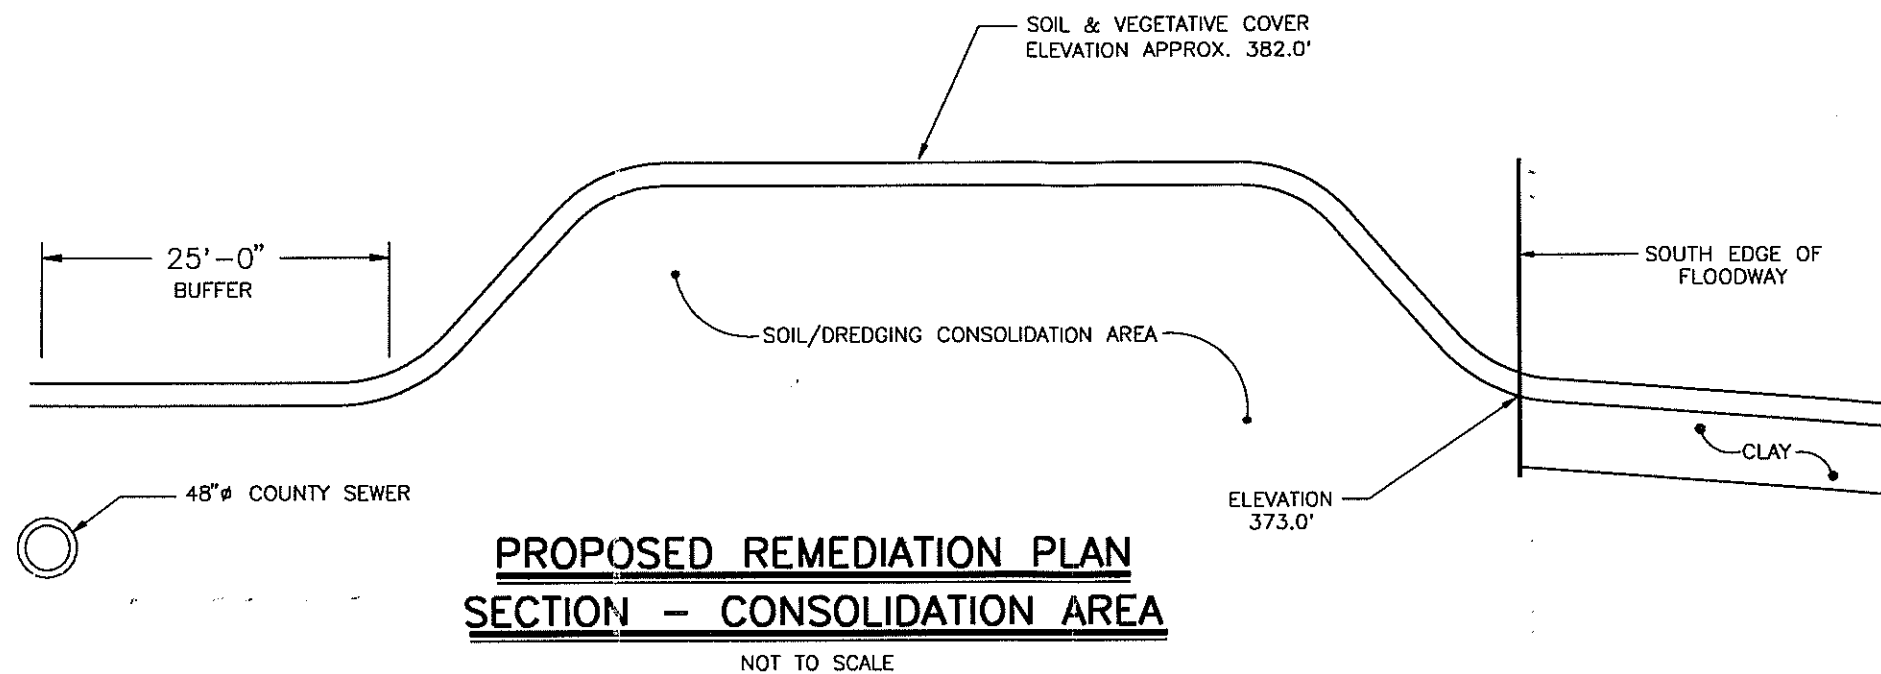 SOIL & VEGETATIVE COVER
ELEVATION APPROX. 382.0'
25'-0"
BUFFER
SOUTH EDGE OF
FLOODWAY
SOIL/DREDGING CONSOLIDATION AREA
CLAY
48"ø COUNTY SEWER
ELEVATION
373.0'
PROPOSED REMEDIATION PLAN
SECTION - CONSOLIDATION AREA
NOT TO SCALE